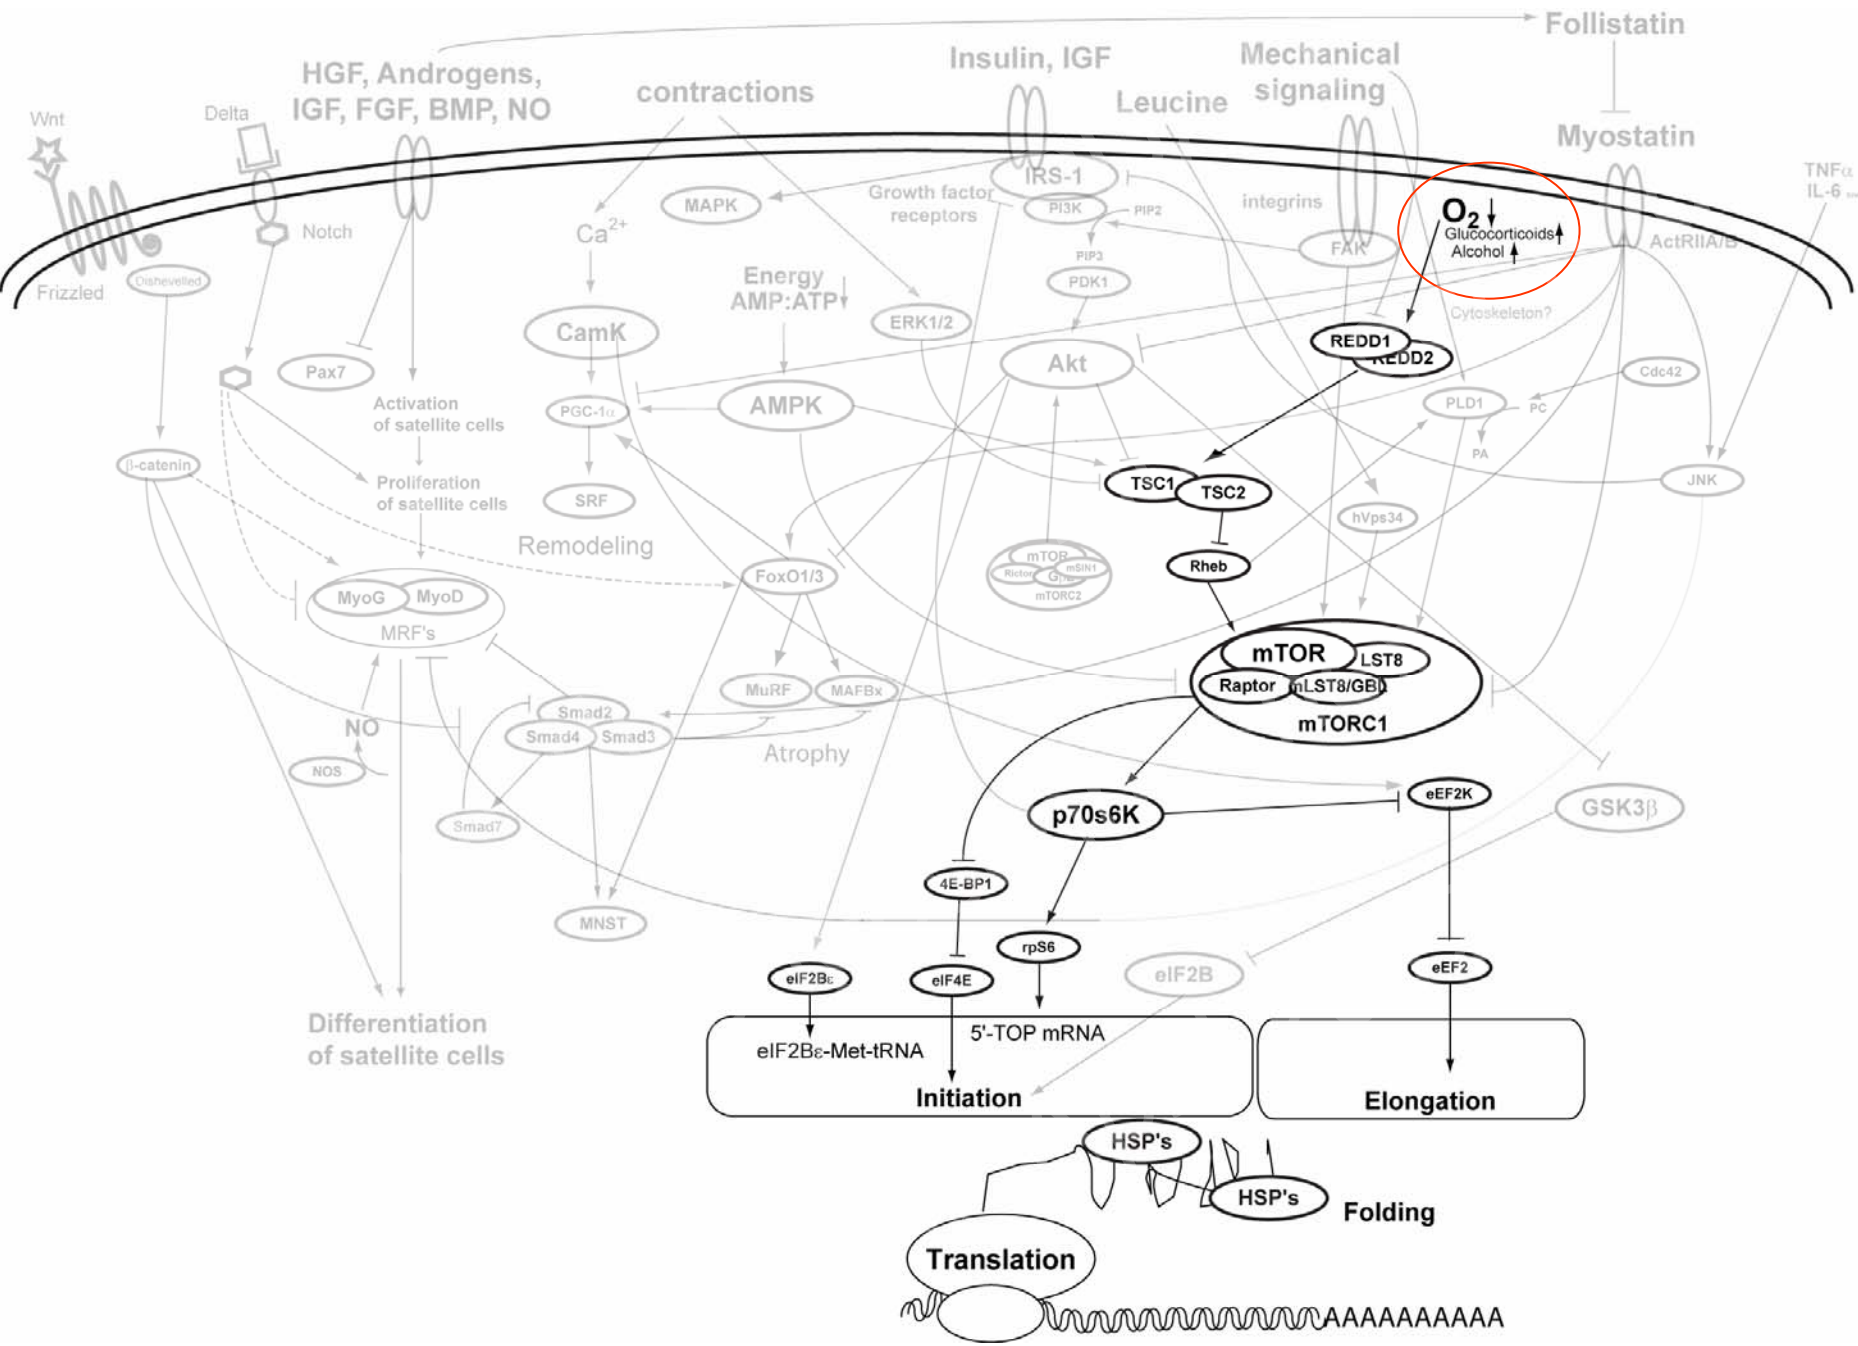 Follistatin
HGF, Androgens,
IGF, FGF, BMP, NO
contractions
Insulin, IGF
Leucine
Mechanical
signaling
Myostatin
Wnt
Delta
Frizzled
Notch
Dishevelled
MAPK
Growth factor
receptors
IRS-1
PI3K
PIP2
PIP3
PDK1
integrins
FAK
O2
Glucocorticoids
Alcohol
ActRIIA/B
TNFα
IL-6
Ca2+
Energy
AMP:ATP
ERK1/2
CamK
Cytoskeleton?
REDD1
REDD2
Pax7
Akt
Cdc42
Activation
of satellite cells
PGC-1α
AMPK
PLD1
PC
PA
β-catenin
Proliferation
of satellite cells
SRF
TSC1
TSC2
JNK
hVps34
Remodeling
FoxO1/3
mTOR
Rictor
mSIN1
mTORC2
Rheb
MyoG
MyoD
MRF's
mTOR
LST8
Raptor
mLST8/GBL
mTORC1
MuRF
MAFBx
Smad2
Smad4
Smad3
NO
NOS
Atrophy
Smad7
p70s6K
eEF2K
GSK3β
4E-BP1
MNST
rpS6
eIF2Bε
eIF4E
eIF2B
eEF2
Differentiation
of satellite cells
5'-TOP mRNA
eIF2Bε-Met-tRNA
Initiation
Elongation
HSP's
HSP's
Folding
Translation
AAAAAAAAAA